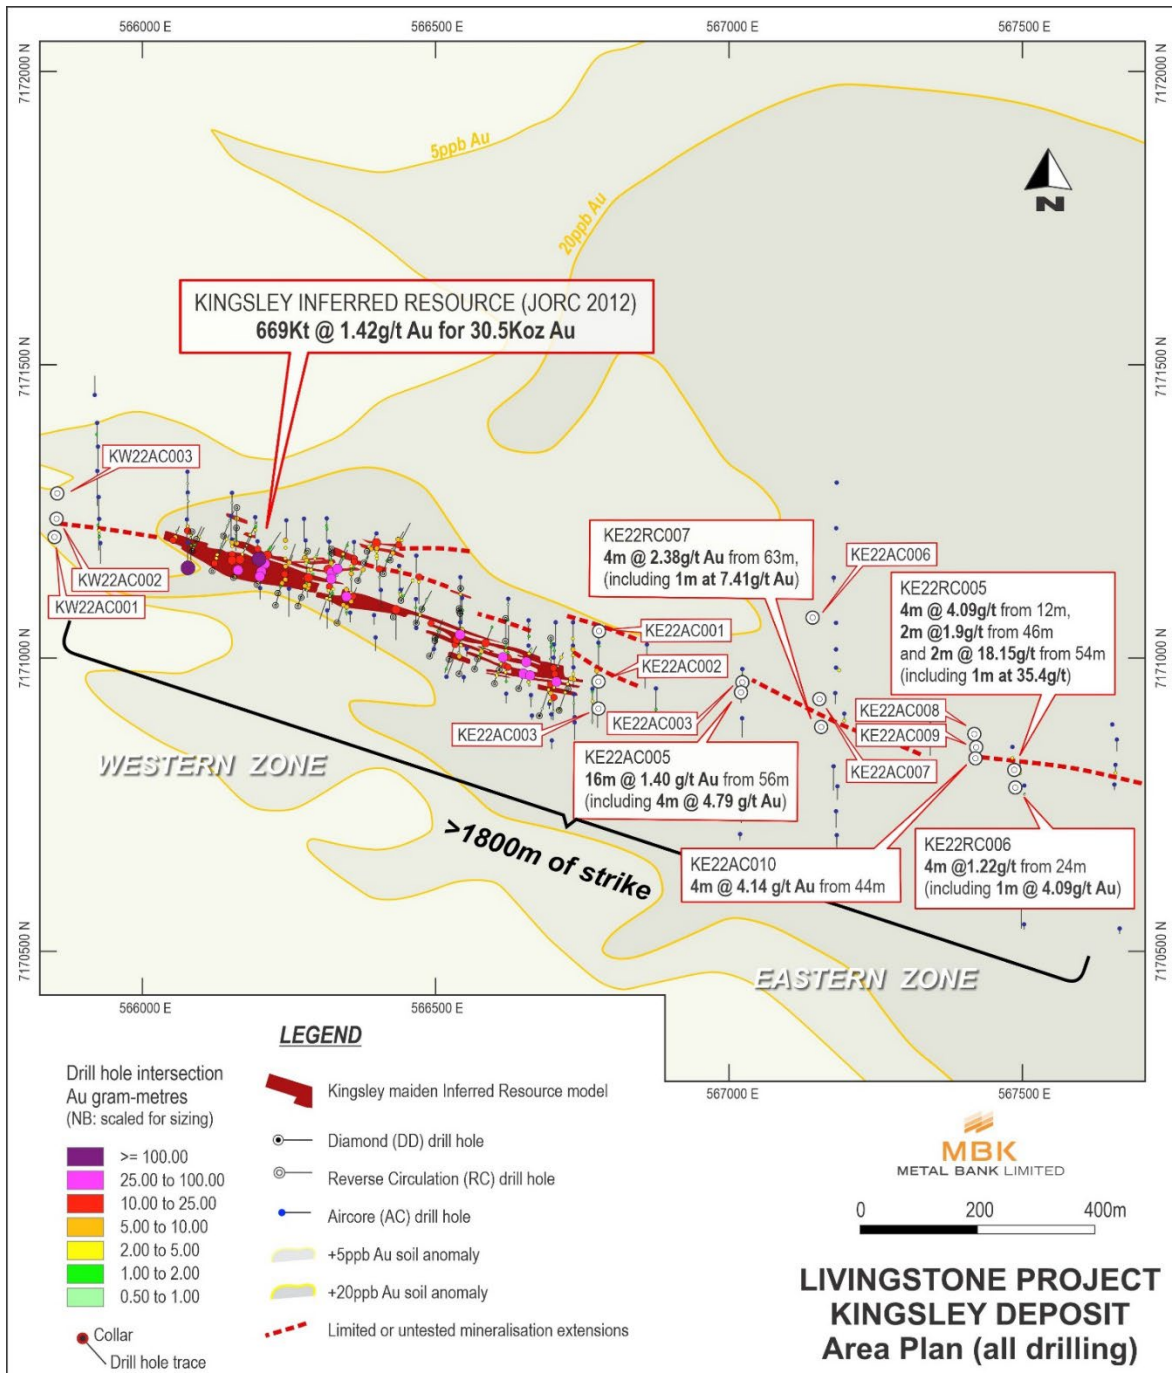 566000 E
566500 E
567000 E
567500 E
7172000 N
7172000 N
5ppb Au
20ppb Au
N
KINGSLEY INFERRED RESOURCE (JORC 2012)
669Kt @ 1.42g/t Au for 30.5Koz Au
7171500 N
7171500 N
KW22AC003
KW22AC002
KW22AC001
KE22RC007
4m @ 2.38g/t Au from 63m,
(including 1m at 7.41g/t Au)
KE22AC006
KE22RC005
4m @ 4.09g/t from 12m,
2m @1.9g/t from 46m
and 2m @ 18.15g/t from 54m
(including 1m at 35.4g/t)
7171000 N
7171000 N
KE22AC001
KE22AC002
KE22AC003
KE22AC003
KE22AC008
KE22AC009
KE22AC007
WESTERN ZONE
KE22AC005
16m @ 1.40 g/t Au from 56m
(including 4m @ 4.79 g/t Au)
>1800m of strike
KE22AC010
4m @ 4.14 g/t Au from 44m
KE22RC006
4m @1.22g/t from 24m
(including 1m @ 4.09g/t Au)
7170500 N
7170500 N
EASTERN ZONE
566000 E
566500 E
567000 E
567500 E
LEGEND
Drill hole intersection
Au gram-metres
(NB: scaled for sizing)
>= 100.00
25.00 to 100.00
10.00 to 25.00
5.00 to 10.00
2.00 to 5.00
1.00 to 2.00
0.50 to 1.00
Collar
Drill hole trace
Kingsley maiden Inferred Resource model
Diamond (DD) drill hole
Reverse Circulation (RC) drill hole
Aircore (AC) drill hole
+5ppb Au soil anomaly
+20ppb Au soil anomaly
Limited or untested mineralisation extensions
MBK
METAL BANK LIMITED
0 200 400m
LIVINGSTONE PROJECT
KINGSLEY DEPOSIT
Area Plan (all drilling)